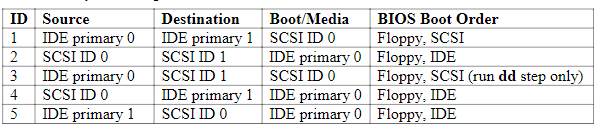 ID Source Destination Boot/Media BIOS Boot Order
1 IDE primary 0 IDE primary 1 SCSI ID 0 Floppy, SCSI
2 SCSI ID 0 SCSI ID 1 IDE primary 0 Floppy, IDE
3 IDE primary 0 SCSI ID 1 SCSI ID 0 Floppy, SCSI (run dd step only)
4 SCSI ID 0 IDE primary 1 IDE primary 0 Floppy, IDE
5 IDE primary 1 SCSI ID 0 IDE primary 0 Floppy, IDE